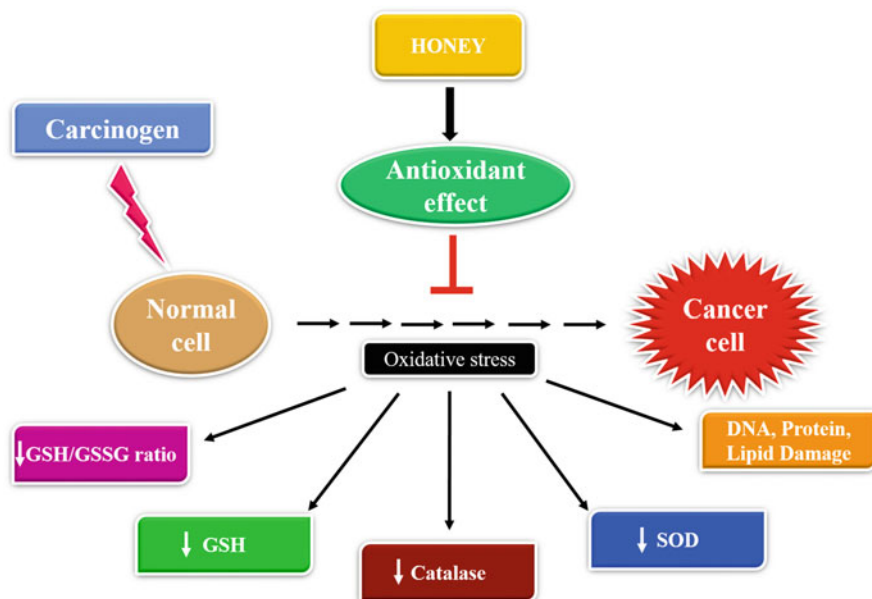 HONEY
Carcinogen
Antioxidant
effect
Normal
cell
Cancer
cell
Oxidative stress
↓GSH/GSSG ratio
DNA, Protein,
Lipid Damage
↓ GSH
↓ SOD
↓ Catalase